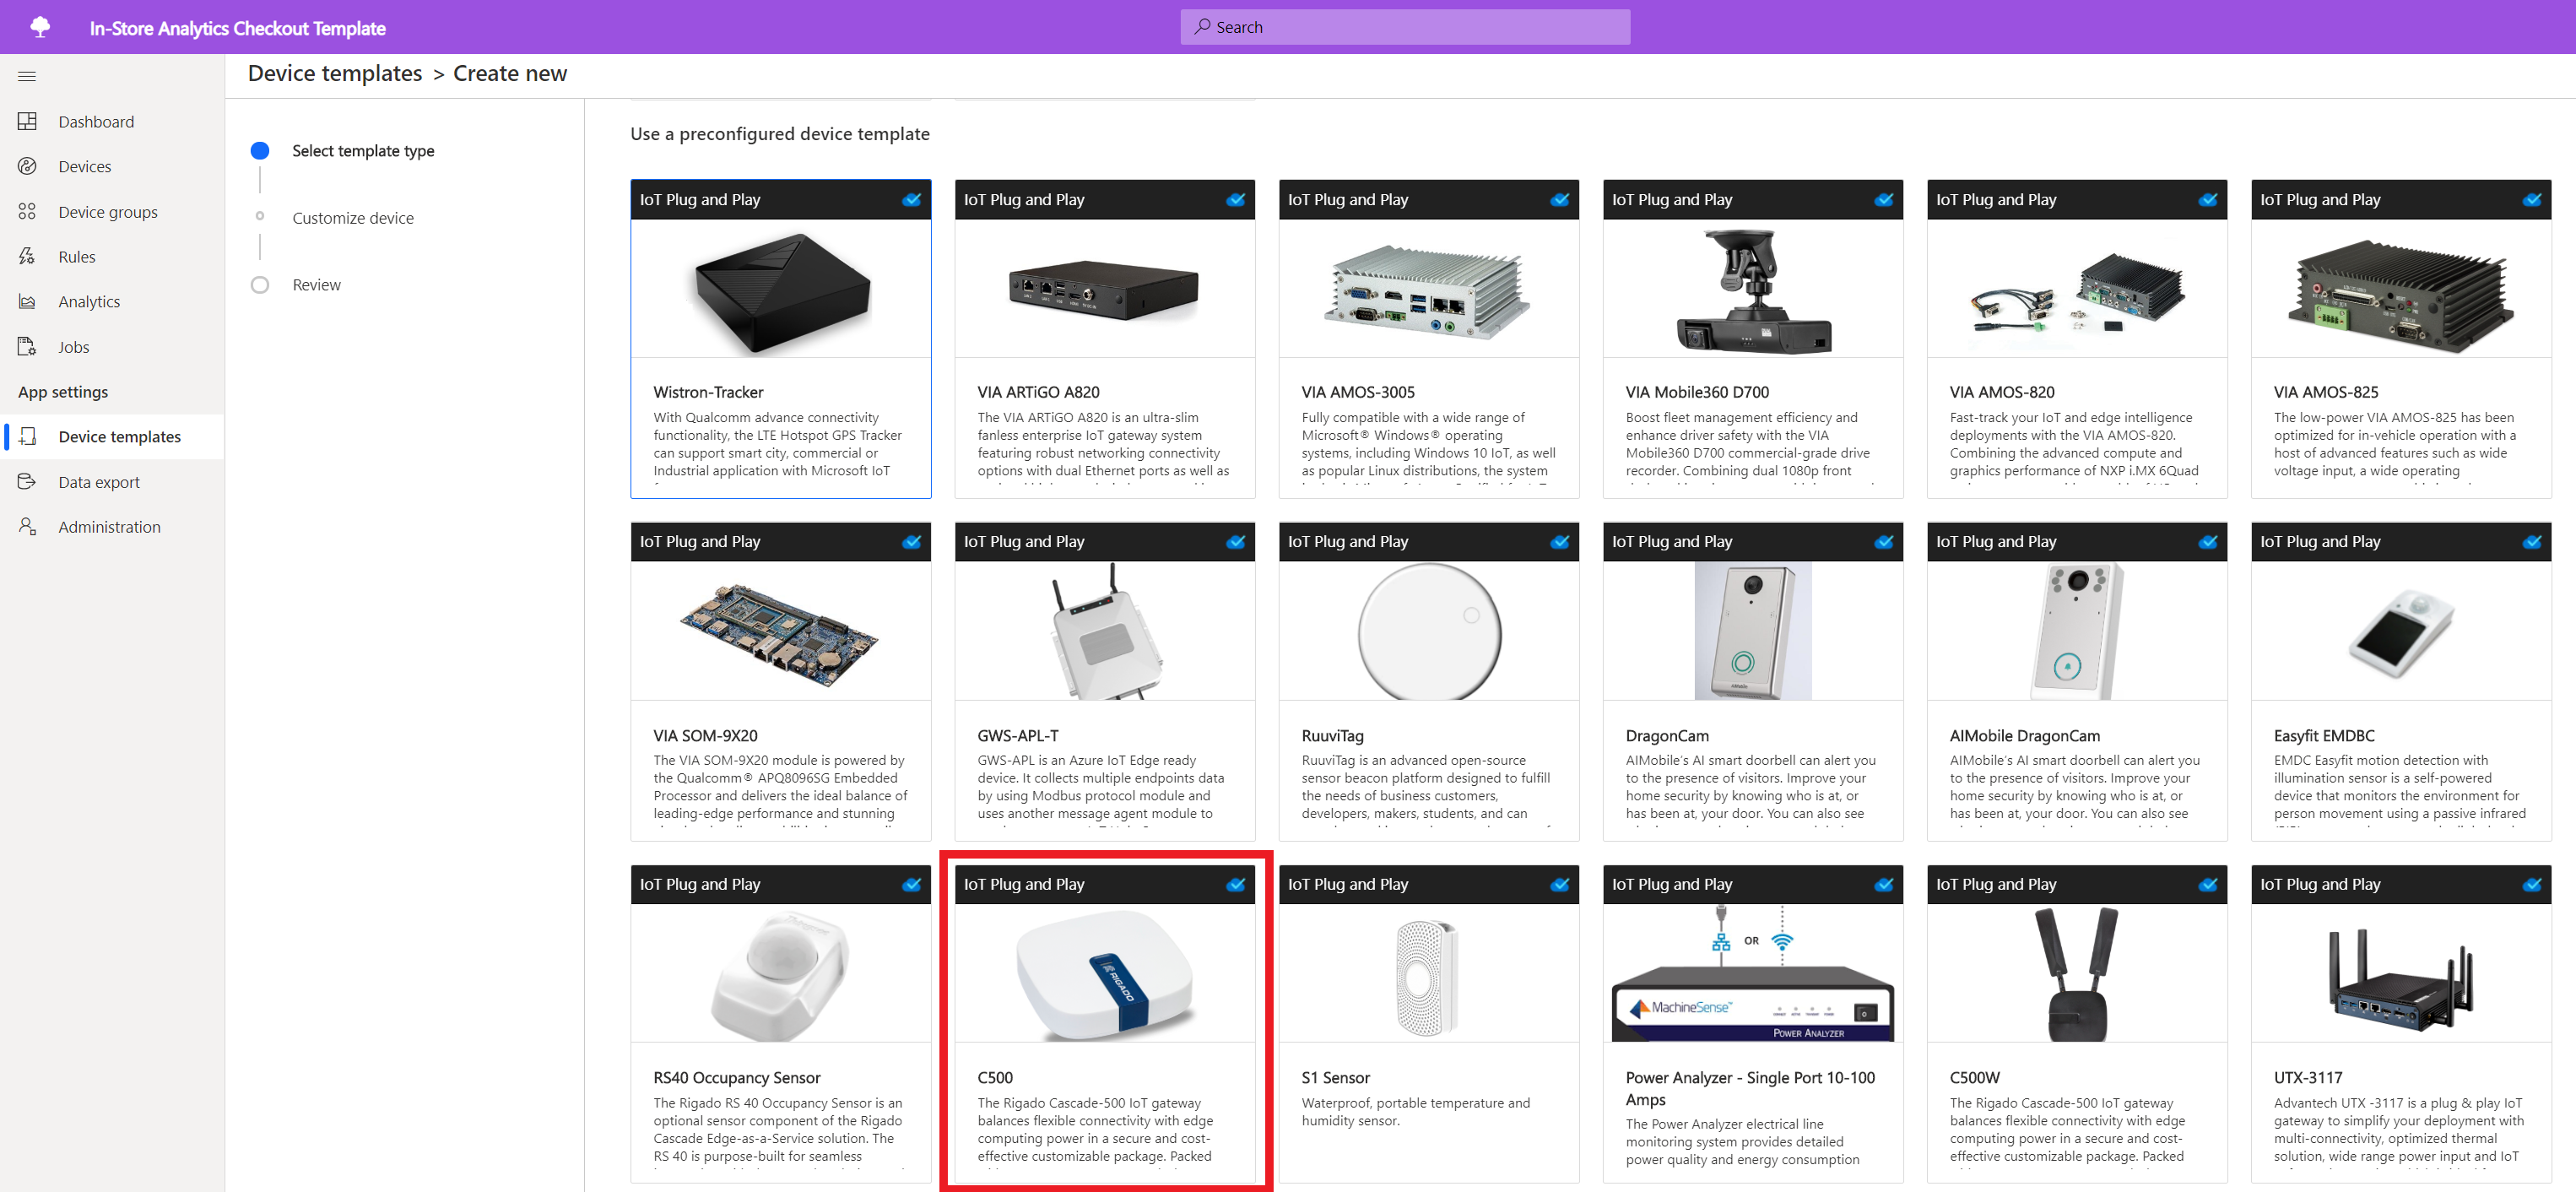 In-Store Analytics Checkout Template
Search
Device templates > Create new
Dashboard
Devices
Device groups
Rules
Analytics
Jobs
App settings
Device templates
Data export
Administration
Select template type
Customize device
Review
Use a preconfigured device template
IoT Plug and Play
Wistron-Tracker
With Qualcomm advance connectivity
functionality, the LTE Hotspot GPS Tracker
can support smart city, commercial or
Industrial application with Microsoft IoT
IoT Plug and Play
VIA ARTiGO A820
The VIA ARTiGO A820 is an ultra-slim
fanless enterprise IoT gateway system
featuring robust networking connectivity
options with dual Ethernet ports as well as
IoT Plug and Play
VIA AMOS-3005
Fully compatible with a wide range of
Microsoft® Windows® operating
systems, including Windows 10 IoT, as well
as popular Linux distributions, the system
IoT Plug and Play
VIA Mobile360 D700
Boost fleet management efficiency and
enhance driver safety with the VIA
Mobile360 D700 commercial-grade drive
recorder. Combining dual 1080p front
IoT Plug and Play
VIA AMOS-820
Fast-track your IoT and edge intelligence
deployments with the VIA AMOS-820.
Combining the advanced compute and
graphics performance of NXP i.MX 6Quad
IoT Plug and Play
VIA AMOS-825
The low-power VIA AMOS-825 has been
optimized for in-vehicle operation with a
host of advanced features such as wide
voltage input, a wide operating
IoT Plug and Play
VIA SOM-9X20
The VIA SOM-9X20 module is powered by
the Qualcomm® APQ8096SG Embedded
Processor and delivers the ideal balance of
leading-edge performance and stunning
IoT Plug and Play
GWS-APL-T
GWS-APL is an Azure IoT Edge ready
device. It collects multiple endpoints data
by using Modbus protocol module and
uses another message agent module to
IoT Plug and Play
RuuviTag
RuuviTag is an advanced open-source
sensor beacon platform designed to fulfill
the needs of business customers,
developers, makers, students, and can
IoT Plug and Play
DragonCam
AIMobile's AI smart doorbell can alert you
to the presence of visitors. Improve your
home security by knowing who is at, or
has been at, your door. You can also see
IoT Plug and Play
AIMobile DragonCam
AIMobile's AI smart doorbell can alert you
to the presence of visitors. Improve your
home security by knowing who is at, or
has been at, your door. You can also see
IoT Plug and Play
Easyfit EMDBC
EMDC Easyfit motion detection with
illumination sensor is a self-powered
device that monitors the environment for
person movement using a passive infrared
IoT Plug and Play
RS40 Occupancy Sensor
The Rigado RS 40 Occupancy Sensor is an
optional sensor component of the Rigado
Cascade Edge-as-a-Service solution. The
RS 40 is purpose-built for seamless
IoT Plug and Play
RIGADO
C500
The Rigado Cascade-500 IoT gateway
balances flexible connectivity with edge
computing power in a secure and cost-
effective customizable package. Packed
IoT Plug and Play
S1 Sensor
Waterproof, portable temperature and
humidity sensor.
IoT Plug and Play
OR
MachineSense™
POWER ANALYZER
Power Analyzer - Single Port 10-100
Amps
The Power Analyzer electrical line
monitoring system provides detailed
power quality and energy consumption
IoT Plug and Play
C500W
The Rigado Cascade-500 IoT gateway
balances flexible connectivity with edge
computing power in a secure and cost-
effective customizable package. Packed
IoT Plug and Play
UTX-3117
Advantech UTX -3117 is a plug & play IoT
gateway to simplify your deployment with
multi-connectivity, optimized thermal
solution, wide range power input and IoT